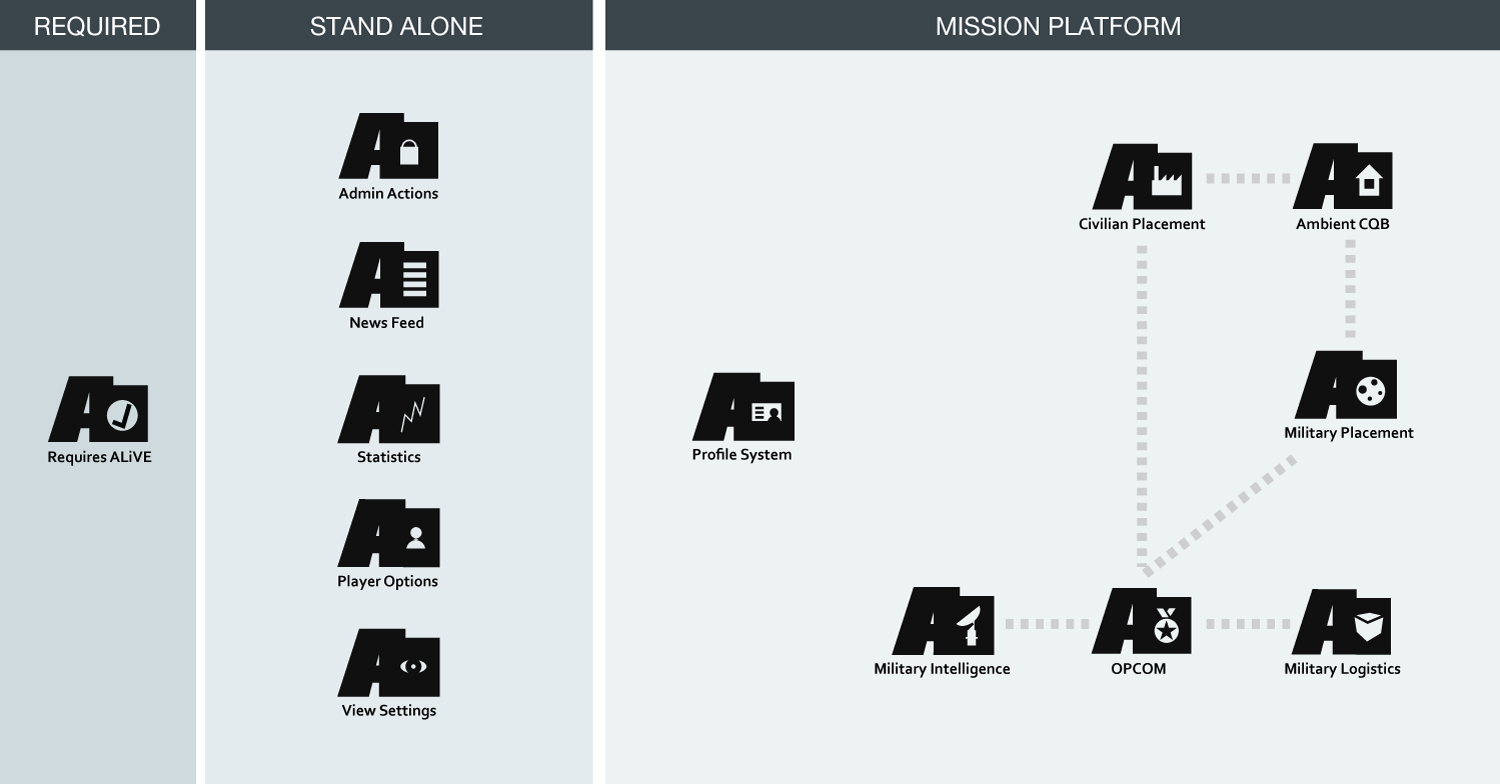 REQUIRED
STAND ALONE
MISSION PLATFORM
Requires ALiVE
Admin Actions
News Feed
Statistics
Player Options
View Settings
Profile System
Civilian Placement
Ambient CQB
Military Placement
Military Intelligence
OPCOM
Military Logistics